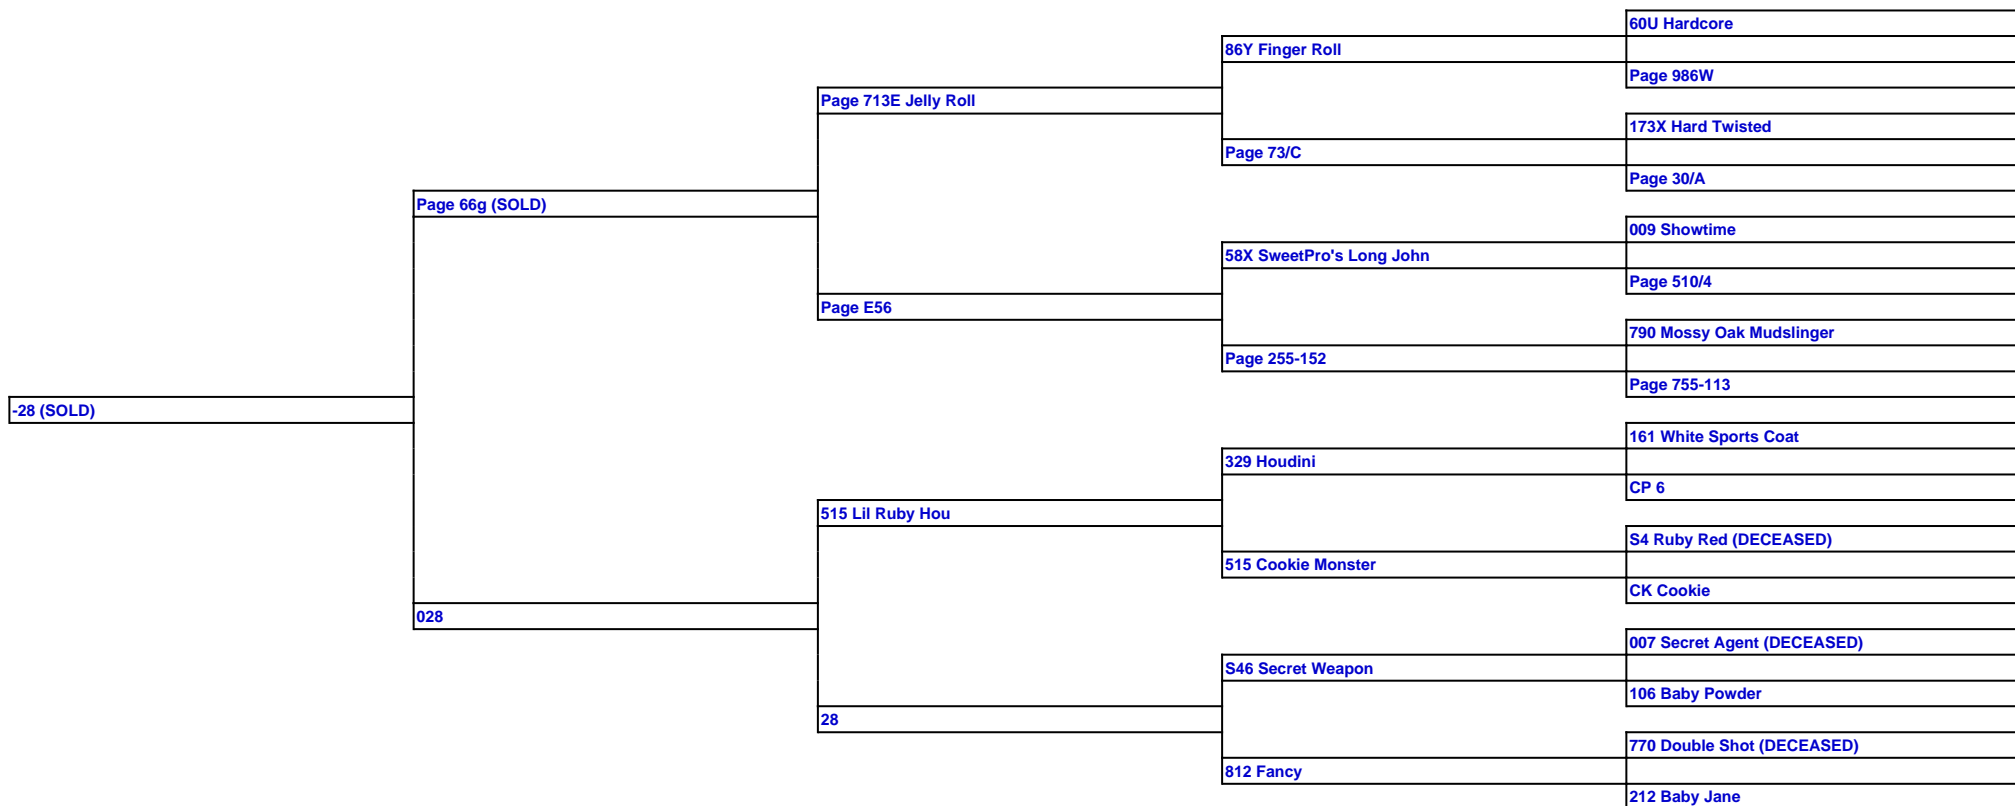 60U Hardcore
86Y Finger Roll
Page 986W
Page 713E Jelly Roll
173X Hard Twisted
Page 73/C
Page 30/A
Page 66g (SOLD)
009 Showtime
58X SweetPro's Long John
Page 510/4
Page E56
790 Mossy Oak Mudslinger
Page 255-152
Page 755-113
-28 (SOLD)
161 White Sports Coat
329 Houdini
CP 6
515 Lil Ruby Hou
S4 Ruby Red (DECEASED)
515 Cookie Monster
CK Cookie
028
007 Secret Agent (DECEASED)
S46 Secret Weapon
106 Baby Powder
28
770 Double Shot (DECEASED)
812 Fancy
212 Baby Jane